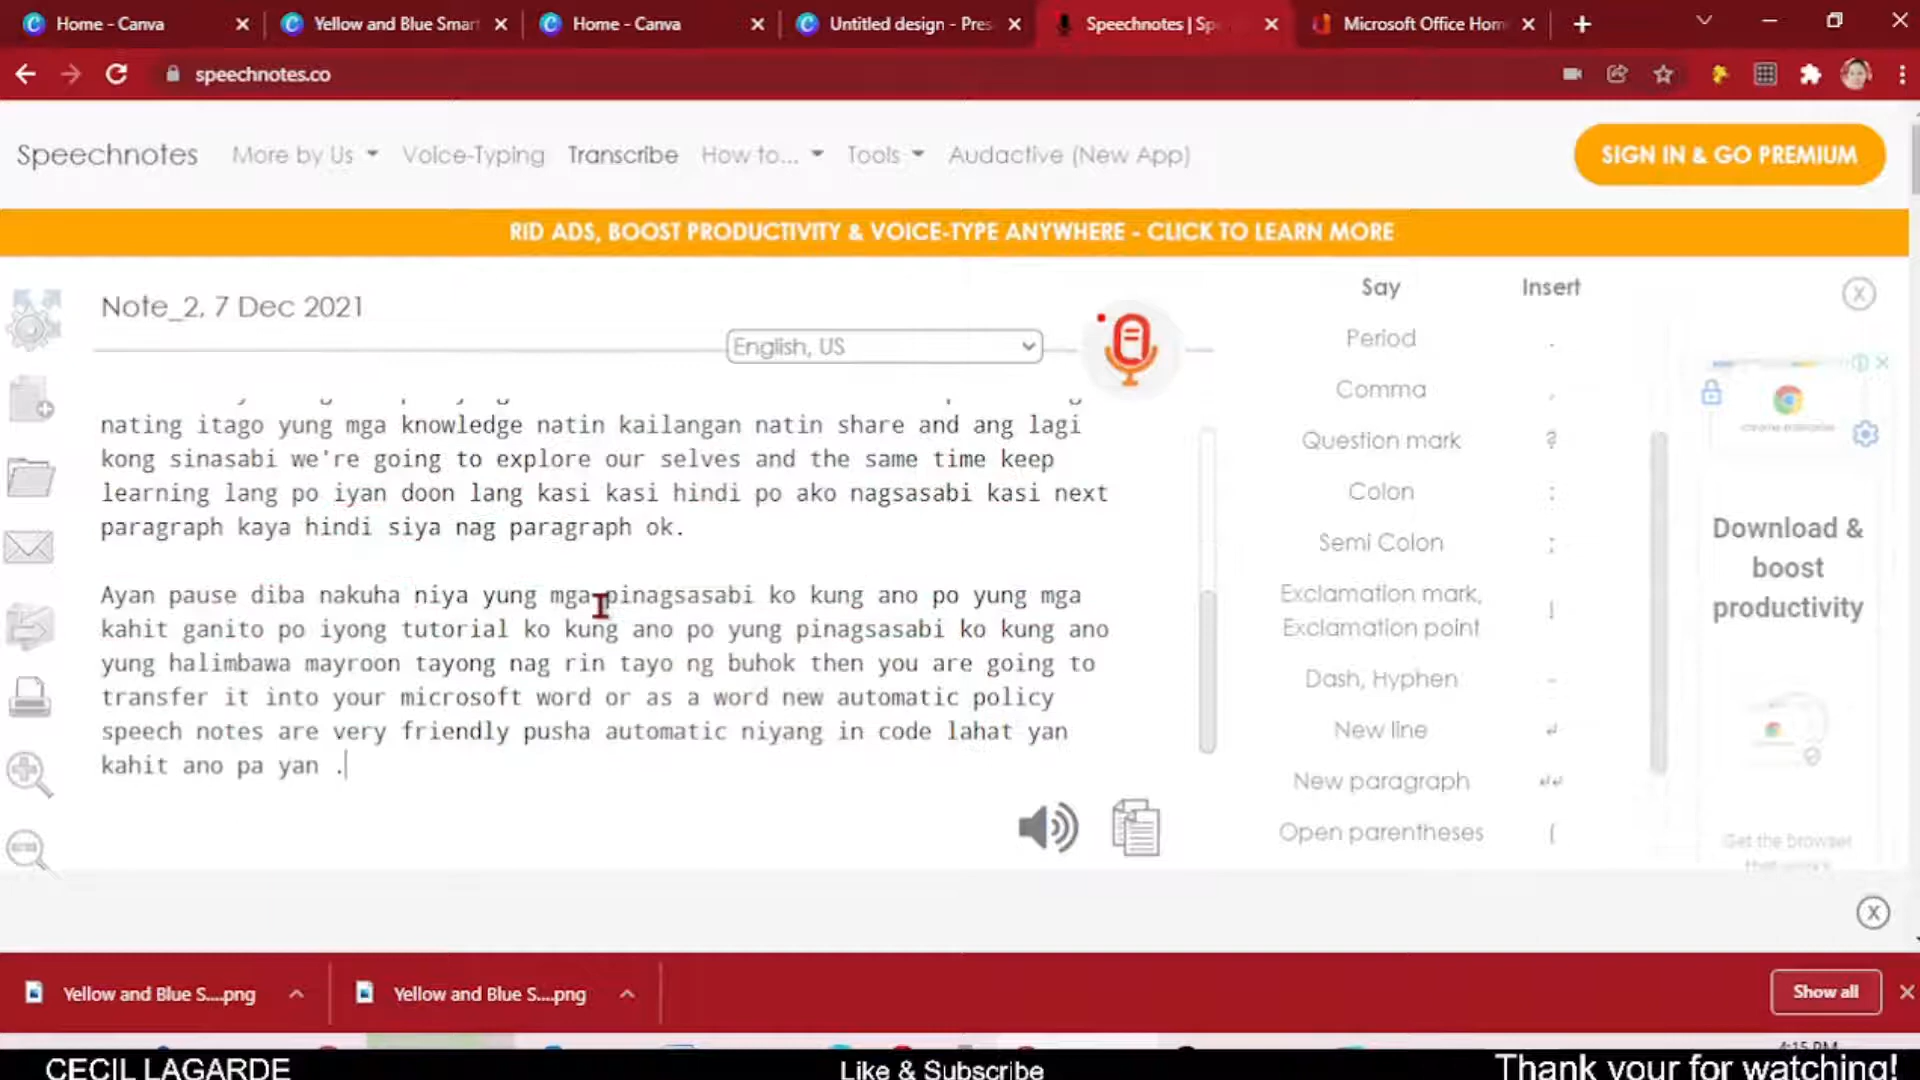 Home - Canva
Yellow and Blue Smar
Home - Canva
Untitled design - Pres
Speechnotes | Sp
Microsoft Office Hom
speechnotes.co
Speechnotes
More by Us
Voice-Typing
Transcribe
How to...
Tools
Audactive (New App)
SIGN IN & GO PREMIUM
RID ADS, BOOST PRODUCTIVITY & VOICE-TYPE ANYWHERE - CLICK TO LEARN MORE
Note_2, 7 Dec 2021
English, US
nating itago yung mga knowledge natin kailangan natin share and ang lagi
kong sinasabi we're going to explore our selves and the same time keep
learning lang po iyan doon lang kasi kasi hindi po ako nagsasabi kasi next
paragraph kaya hindi siya nag paragraph ok.
Ayan pause diba nakuha niya yung mga pinagsasabi ko kung ano po yung mga
kahit ganito po iyong tutorial ko kung ano po yung pinagsasabi ko kung ano
yung halimbawa mayroon tayong nag rin tayo ng buhok then you are going to
transfer it into your microsoft word or as a word new automatic policy
speech notes are very friendly pusha automatic niyang in code lahat yan
kahit ano pa yan .
Say Insert
Period .
Comma ,
Question mark ?
Colon :
Semi Colon ;
Exclamation mark,
Exclamation point !
Dash, Hyphen -
New line ↵
New paragraph ↵↵
Open parentheses (
Download &
boost
productivity
Get the browser
that works
Yellow and Blue S....png
Yellow and Blue S....png
Show all
4:15 PM
CECIL LAGARDE
Like & Subscribe
Thank your for watching!